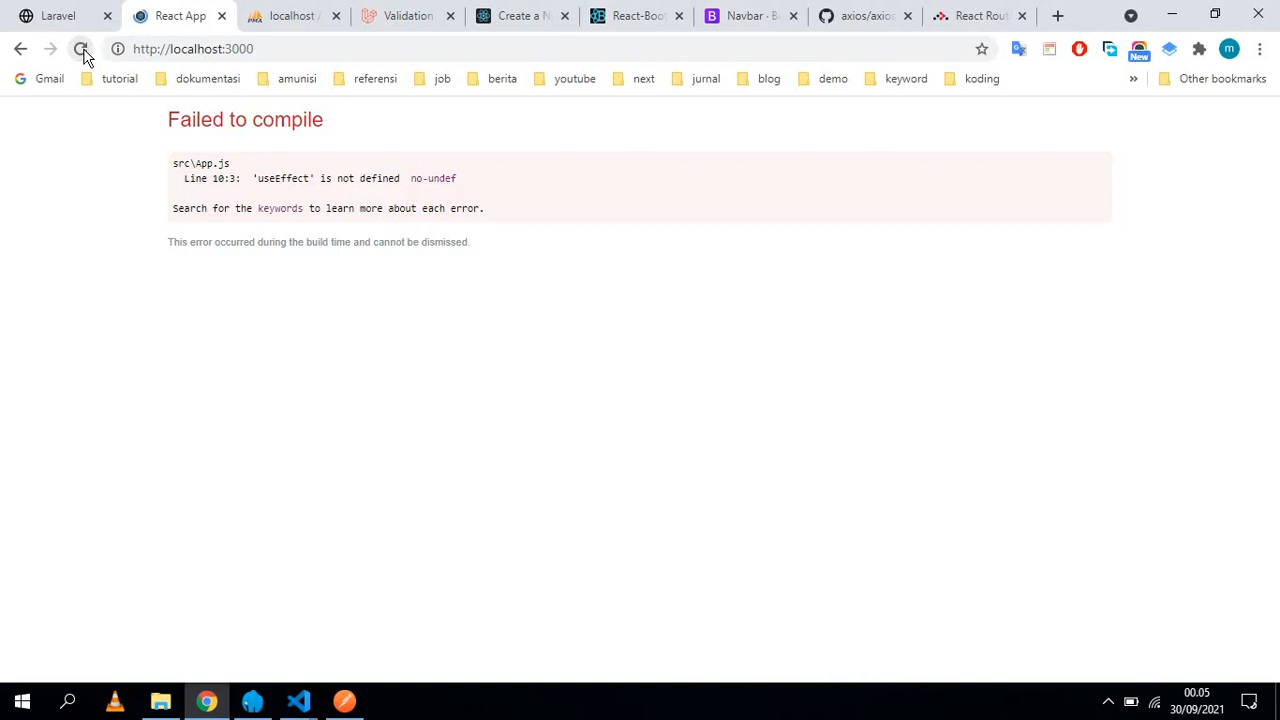 Laravel
React App
localhost /
Validation
Create a N
React-Boo
Navbar · B
axios/axios
React Rout
http://localhost:3000
Gmail
tutorial
dokumentasi
amunisi
referensi
job
berita
youtube
next
jurnal
blog
demo
keyword
koding
»
Other bookmarks
New
m
Failed to compile
src\App.js
Line 10:3: 'useEffect' is not defined no-undef
Search for the keywords to learn more about each error.
This error occurred during the build time and cannot be dismissed.
00.05
30/09/2021